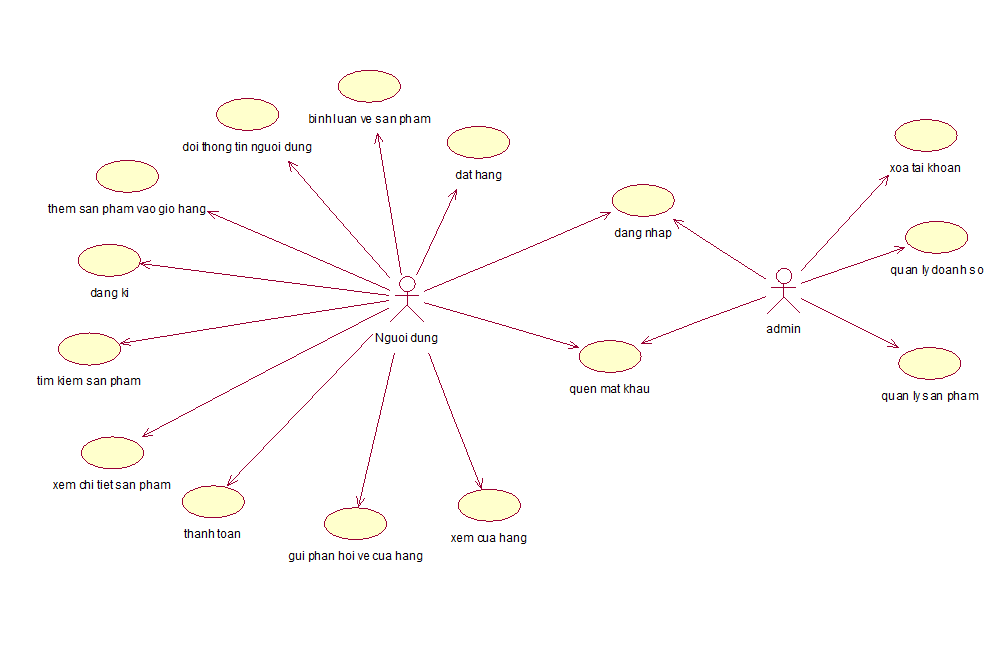 binh luan ve san pham
doi thong tin nguoi dung
dat hang
xoa tai khoan
them san pham vao gio hang
dang nhap
quan ly doanh so
dang ki
admin
Nguoi dung
tim kiem san pham
quen mat khau
quan ly san pham
xem chi tiet san pham
thanh toan
xem cua hang
gui phan hoi ve cua hang